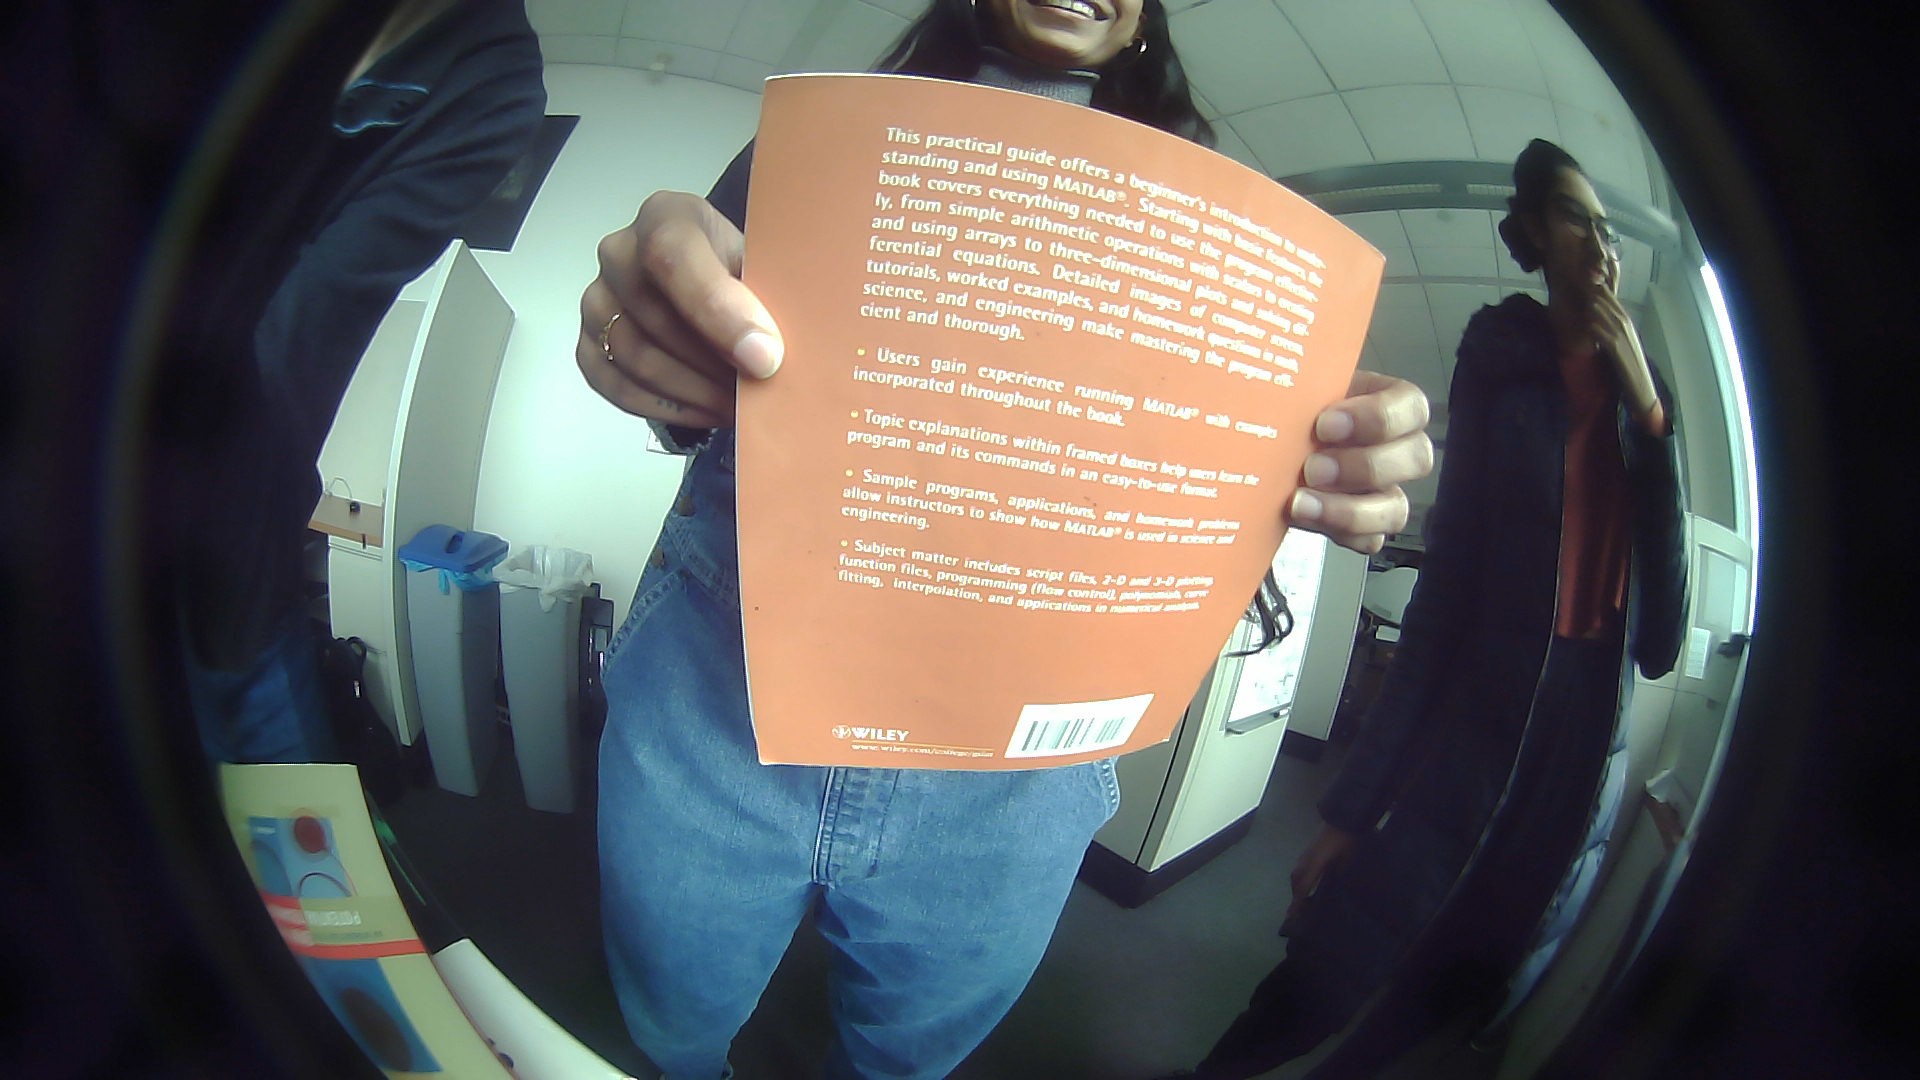 This practical guide offers a beginner's introduction to under-
standing and using MATLAB®. Starting with basic features, the
book covers everything needed to use the program effective-
ly, from simple arithmetic operations with scalars to creating
and using arrays to three-dimensional plots and solving dif-
ferential equations. Detailed images of computer screens,
tutorials, worked examples, and homework questions in math,
science, and engineering make mastering the program effi-
cient and thorough.
• Users gain experience running MATLAB® with examples
incorporated throughout the book.
• Topic explanations within framed boxes help users learn the
program and its commands in an easy-to-use format.
• Sample programs, applications, and homework problems
allow instructors to show how MATLAB® is used in science and
engineering.
• Subject matter includes script files, 2-D and 3-D plotting,
function files, programming (flow control), polynomials, curve
fitting, interpolation, and applications in numerical analysis.
WILEY
www.wiley.com/college/gilat